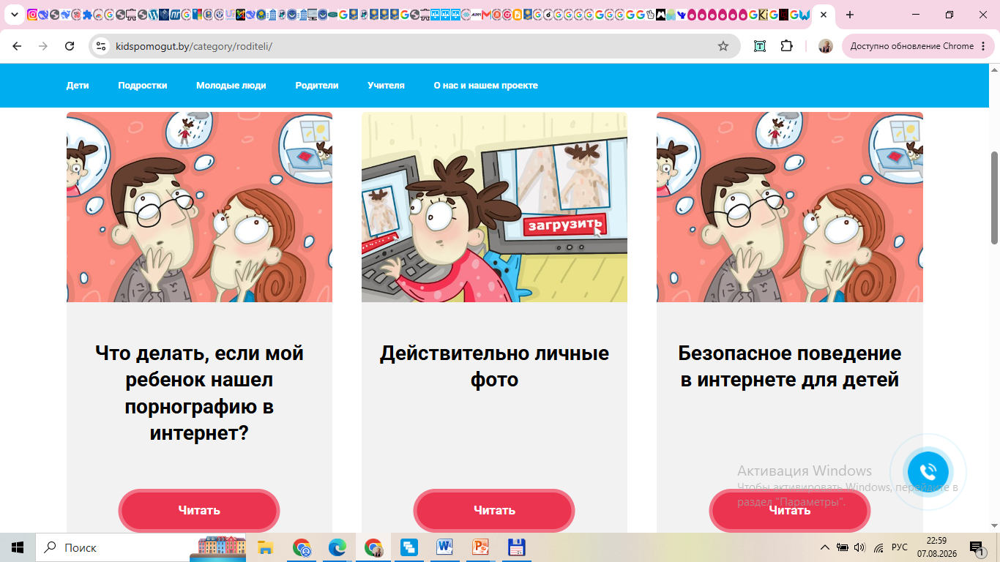 kidspomogut.by/category/roditeli/
Доступно обновление Chrome
Дети Подростки Молодые люди Родители Учителя О нас и нашем проекте
загрузить
Что делать, если мой
ребенок нашел
порнографию в
интернет?
Читать
Действительно личные
фото
Читать
Безопасное поведение
в интернете для детей
Читать
Активация Windows
Чтобы активировать Windows, перейдите в
раздел "Параметры".
Поиск
РУС
22:59
07.08.2026
1